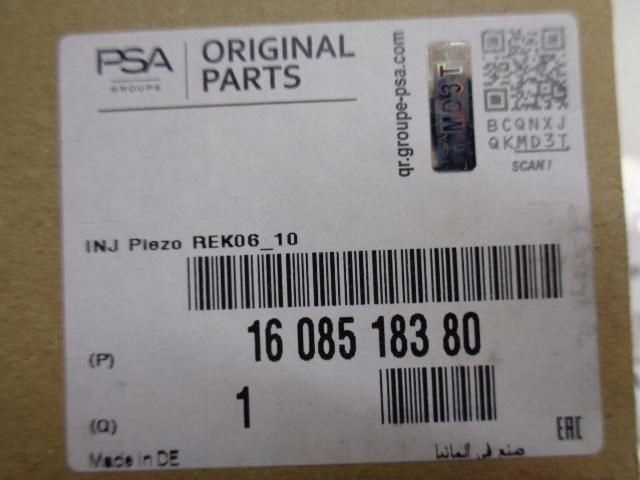 PSA
GROUPE
ORIGINAL
PARTS
qr.groupe-psa.com
MD3T
BCQNXJ
QKMD3T
SCAN!
INJ Piezo REK06_10
(P) 16 085 183 80
(Q) 1
EAC
Made in DE
صنع في ألمانيا